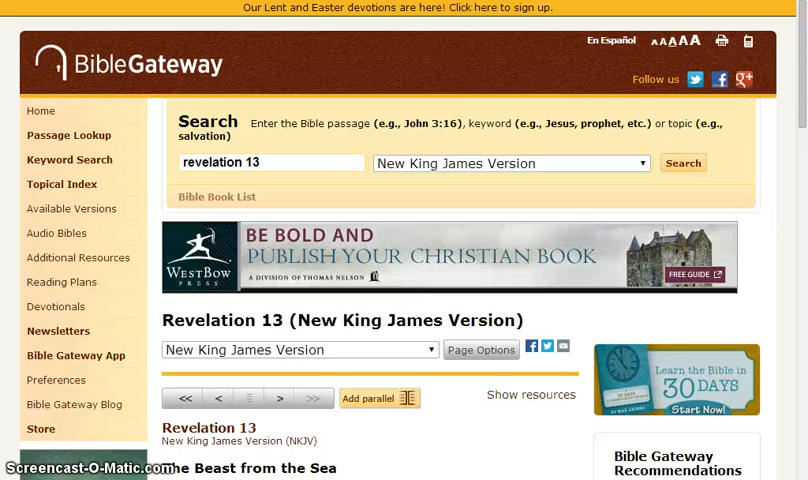 Our Lent and Easter devotions are here! Click here to sign up.
BibleGateway
En Español
A A A A A
Follow us
Home
Passage Lookup
Keyword Search
Topical Index
Available Versions
Audio Bibles
Additional Resources
Reading Plans
Devotionals
Newsletters
Bible Gateway App
Preferences
Bible Gateway Blog
Store
Search Enter the Bible passage (e.g., John 3:16), keyword (e.g., Jesus, prophet, etc.) or topic (e.g.,
salvation)
revelation 13
New King James Version
Search
Bible Book List
WESTBOW
PRESS
BE BOLD AND
PUBLISH YOUR CHRISTIAN BOOK
A DIVISION OF THOMAS NELSON
FREE GUIDE
Revelation 13 (New King James Version)
New King James Version
Page Options
<< < > >>
Add parallel
Show resources
Revelation 13
New King James Version (NKJV)
The Beast from the Sea
Learn the Bible in
30 DAYS
Start Now!
Bible Gateway
Recommendations
Screencast-O-Matic.com